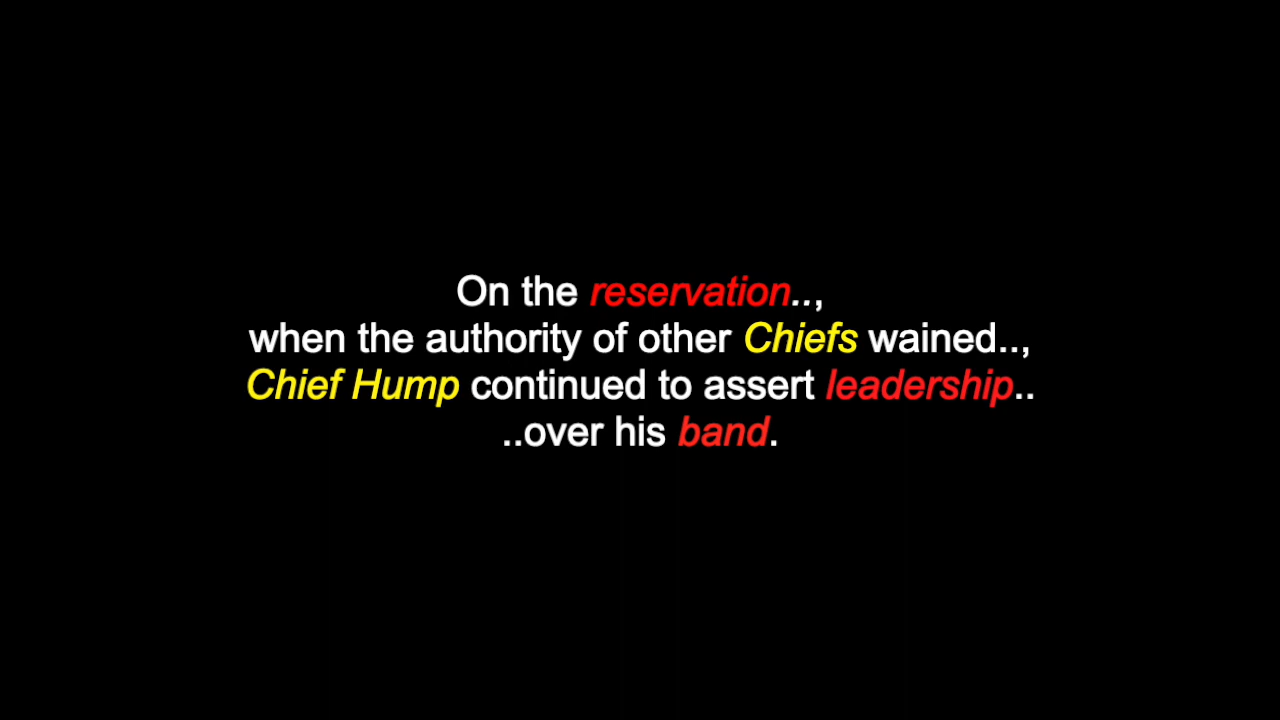 On the reservation..,
when the authority of other Chiefs wained..,
Chief Hump continued to assert leadership..
..over his band.